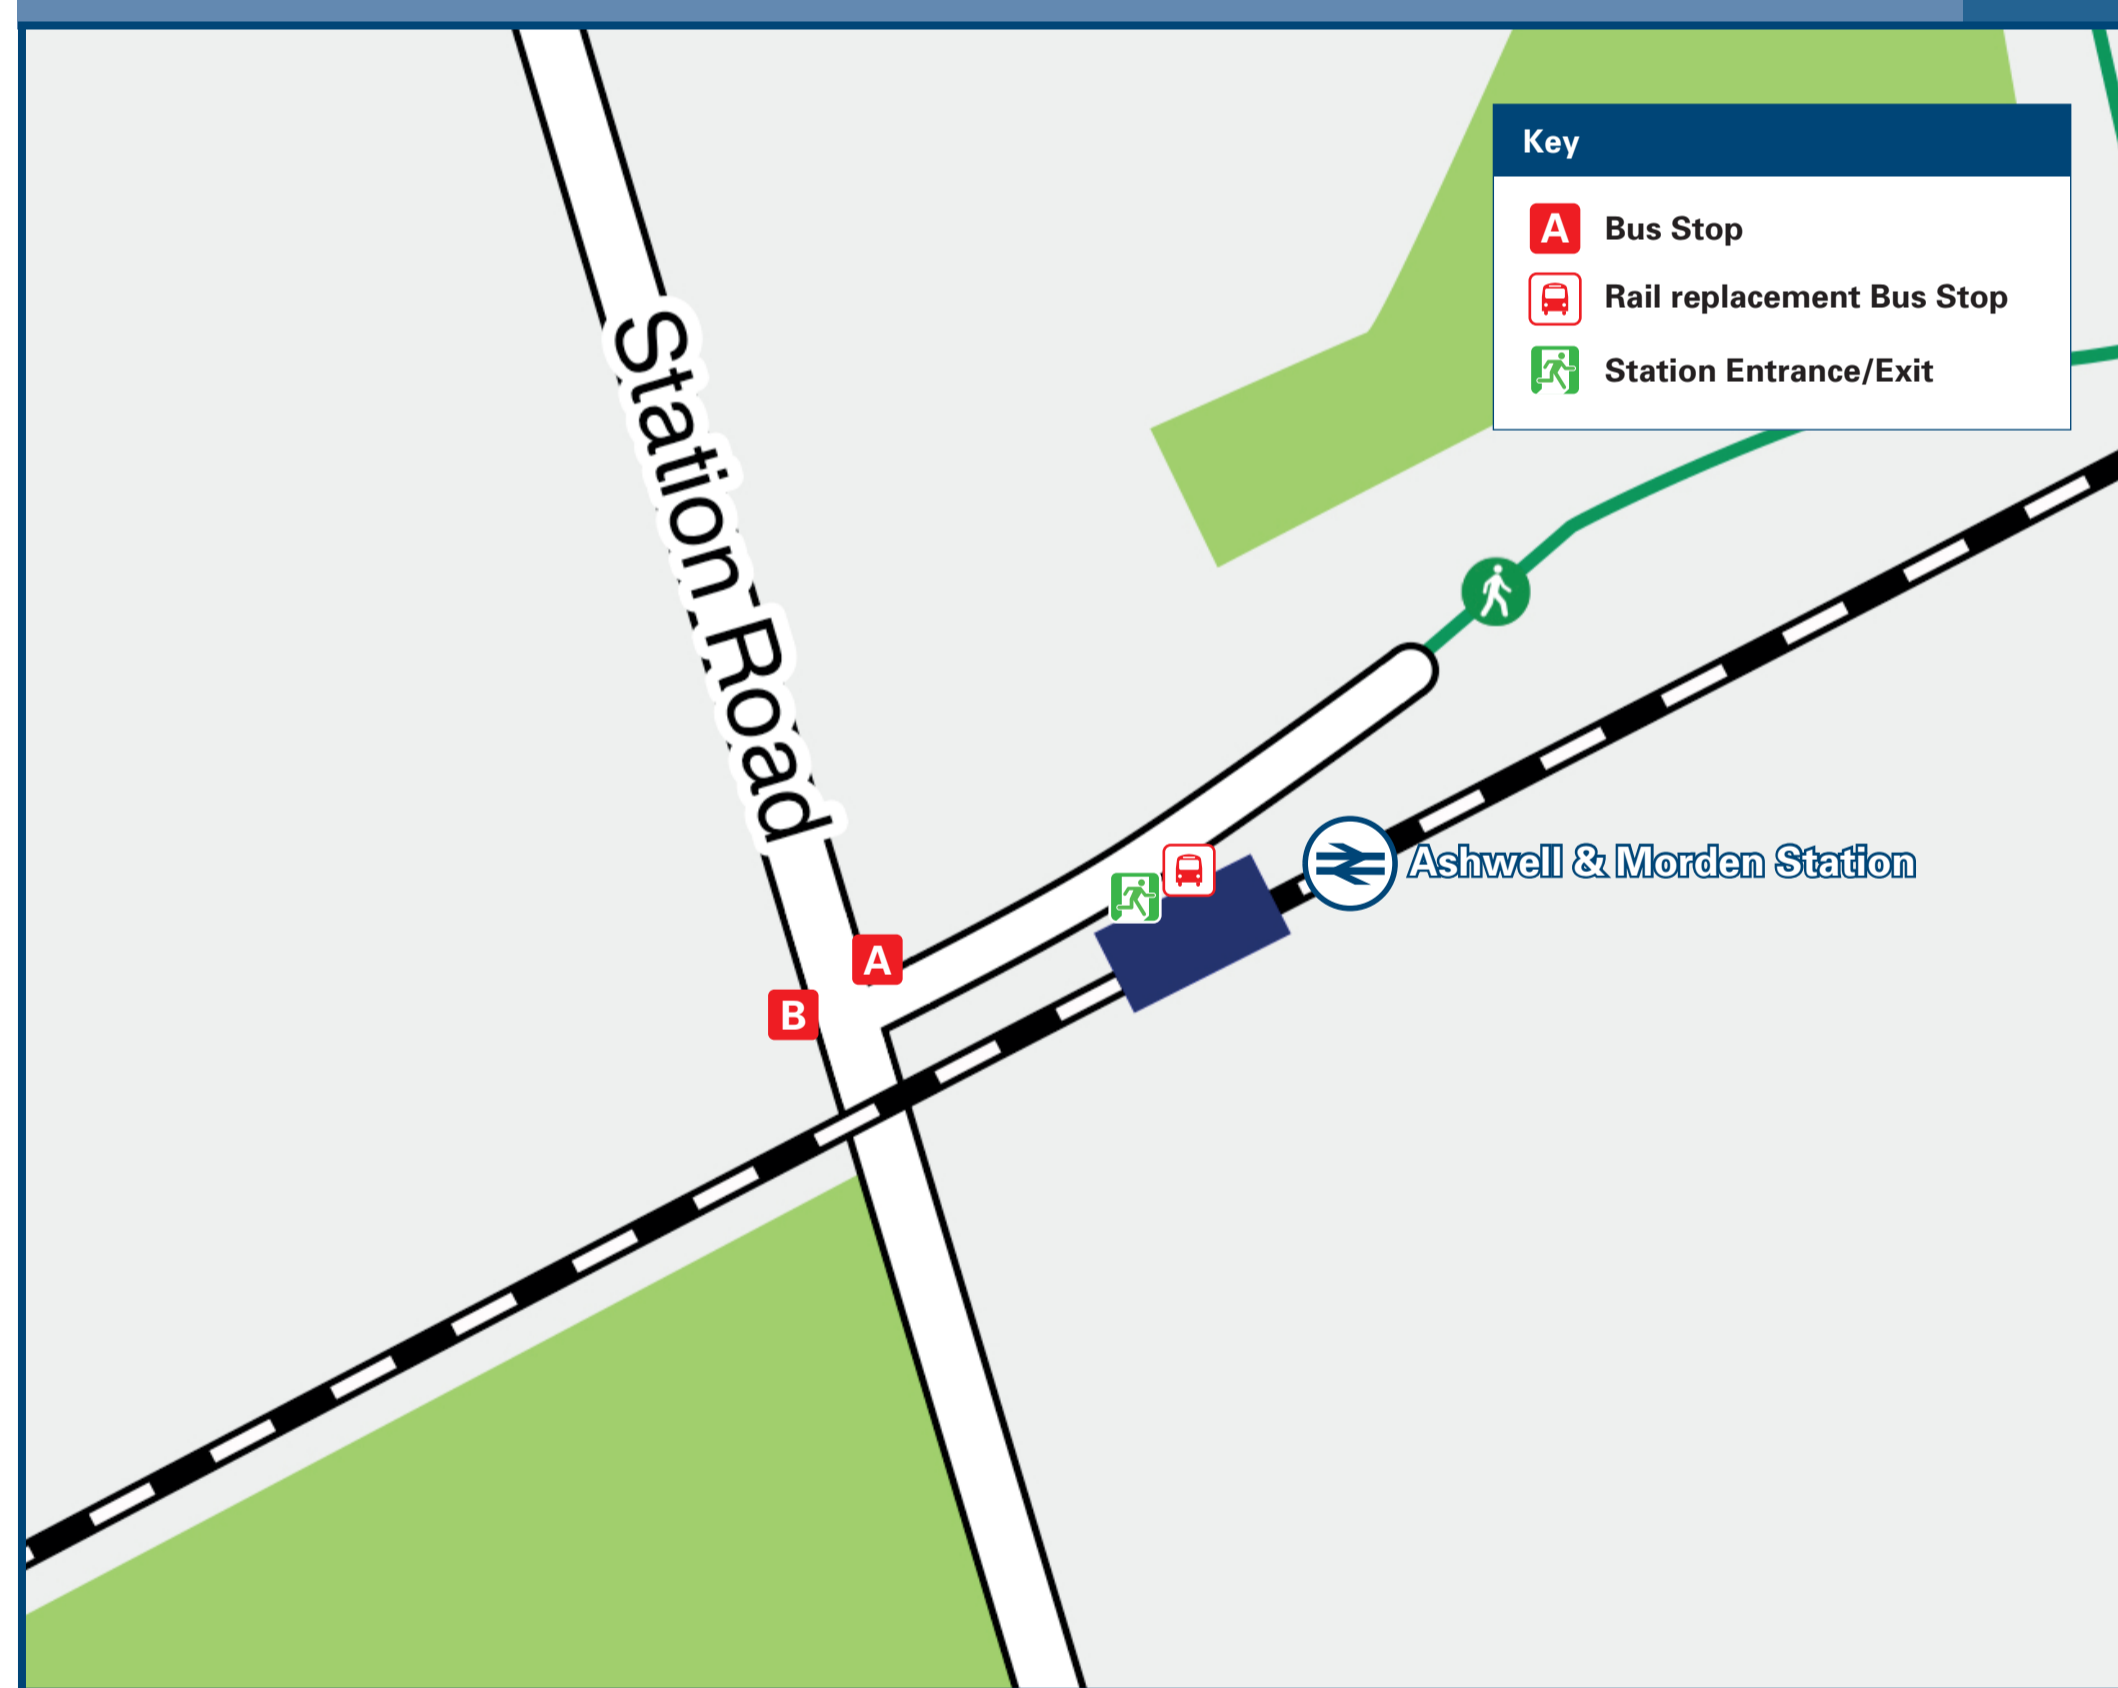 Key
A Bus Stop
Rail replacement Bus Stop
Station Entrance/Exit
Station Road
Ashwell & Morden Station
A
B